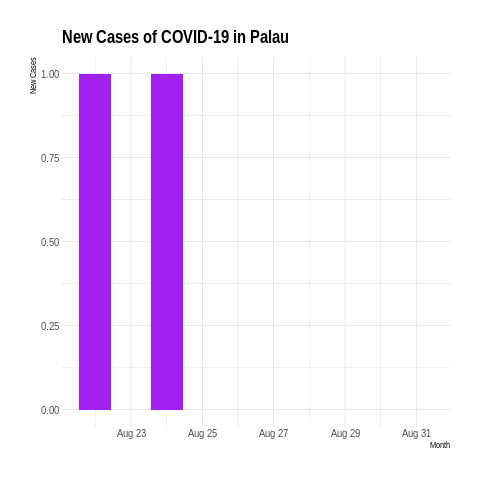 New Cases of COVID-19 in Palau
New Cases
1.00
0.75
0.50
0.25
0.00
Aug 23 Aug 25 Aug 27 Aug 29 Aug 31
Month